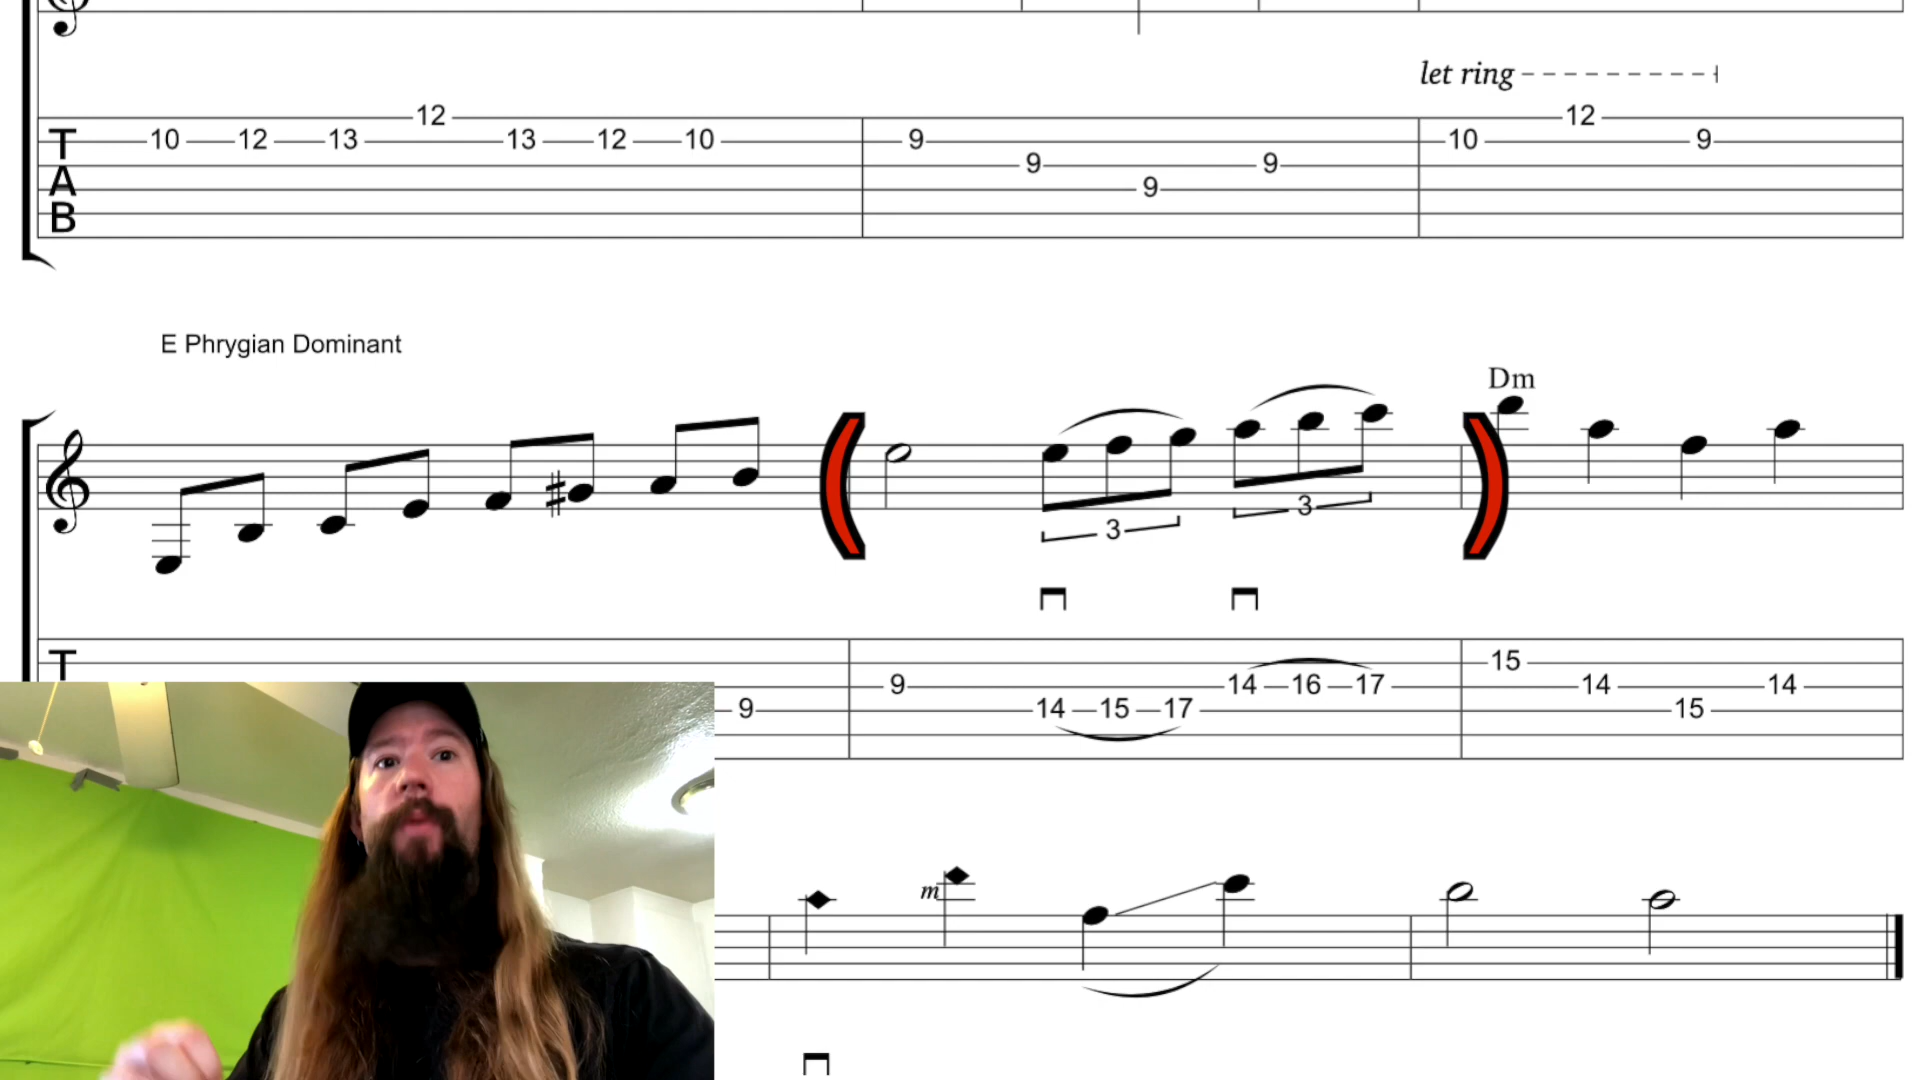 let ring
12
10 12 13 13 12 10 9 10 9
T 9 9
A 9
B
E Phrygian Dominant
Dm
3 3
T 15
9 14 16 17 14 14
9 14 15 17 15
m